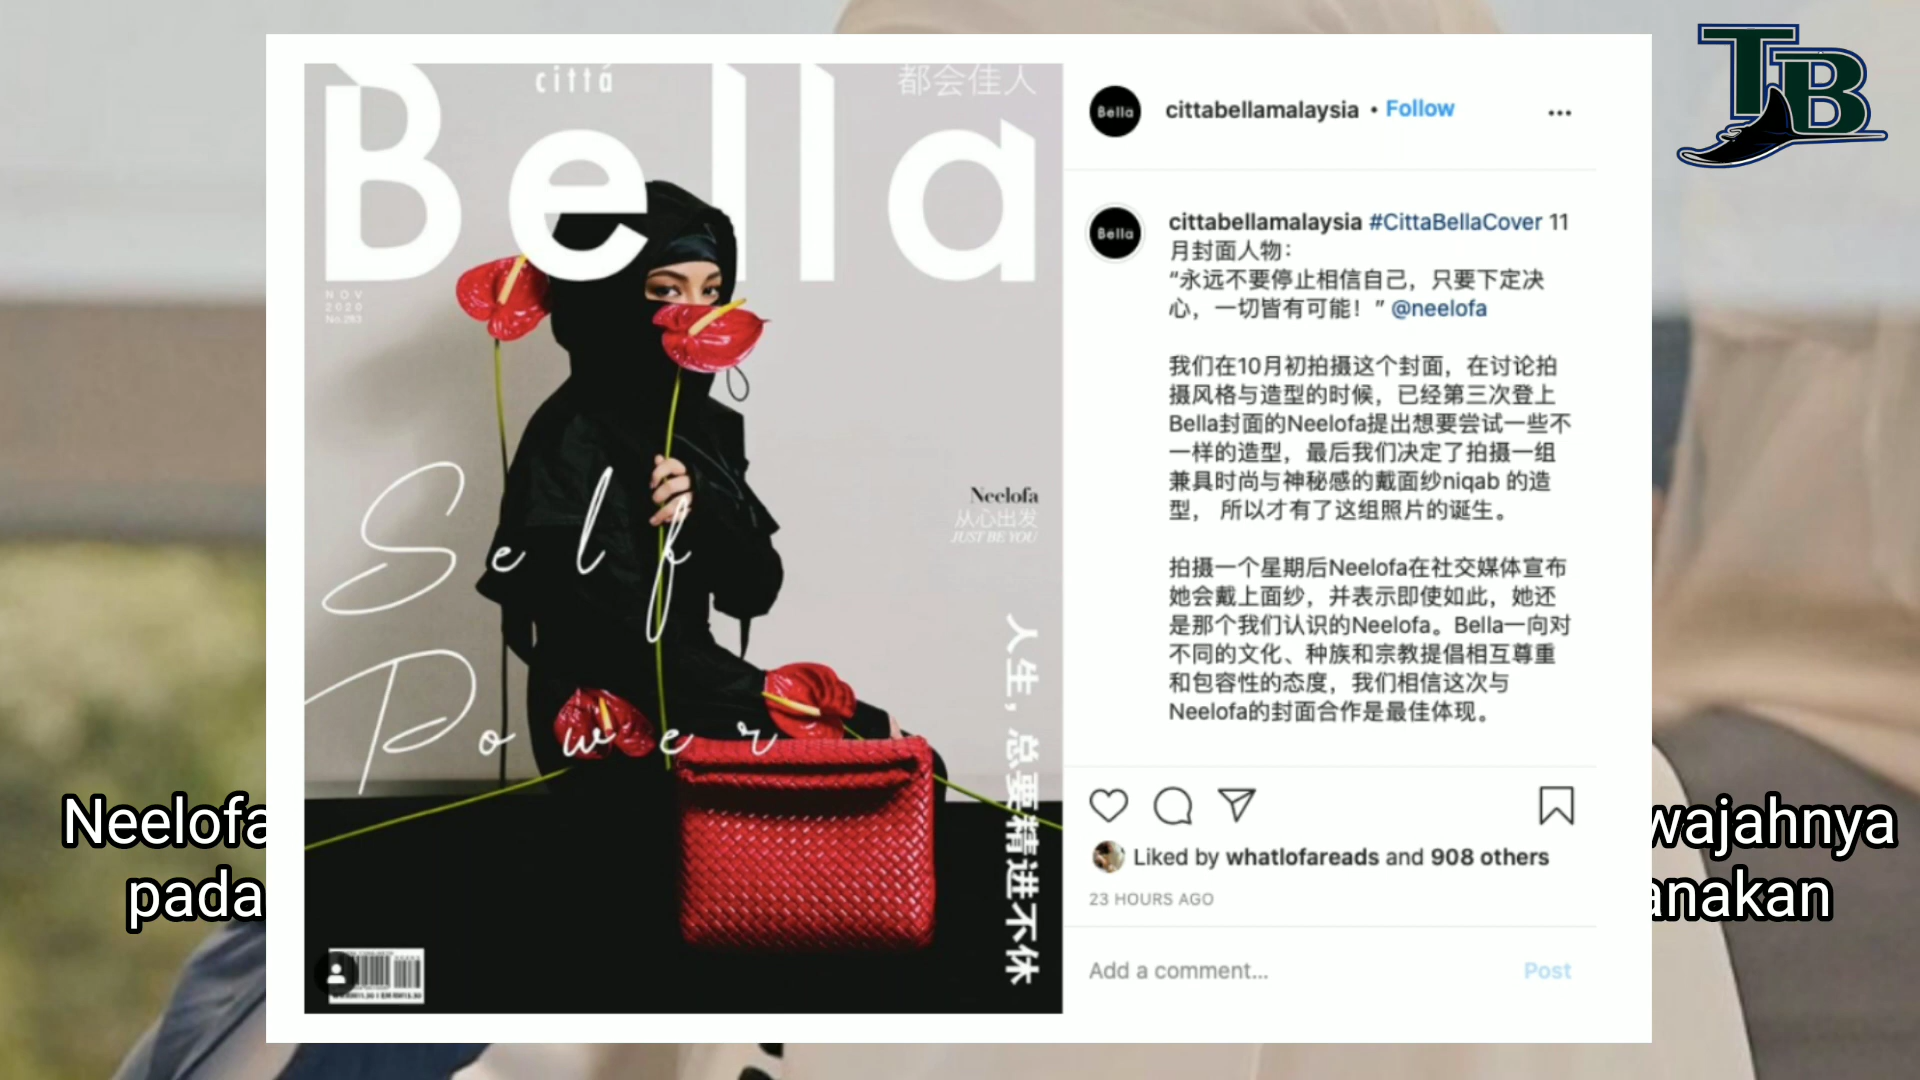 città
都会佳人
Bella
NOV
2020
No.263
Self
Power
Neelofa
从心出发
JUST BE YOU
人生，总要精进不休
Bella
cittabellamalaysia • Follow
Bella
cittabellamalaysia #CittaBellaCover 11
月封面人物：
“永远不要停止相信自己，只要下定决
心，一切皆有可能！” @neelofa
我们在10月初拍摄这个封面，在讨论拍
摄风格与造型的时候，已经第三次登上
Bella封面的Neelofa提出想要尝试一些不
一样的造型，最后我们决定了拍摄一组
兼具时尚与神秘感的戴面纱niqab 的造
型， 所以才有了这组照片的诞生。
拍摄一个星期后Neelofa在社交媒体宣布
她会戴上面纱，并表示即使如此，她还
是那个我们认识的Neelofa。Bella一向对
不同的文化、种族和宗教提倡相互尊重
和包容性的态度，我们相信这次与
Neelofa的封面合作是最佳体现。
Liked by whatlofareads and 908 others
23 HOURS AGO
Add a comment... Post
TB
Neelofa wajahnya
pada anakan